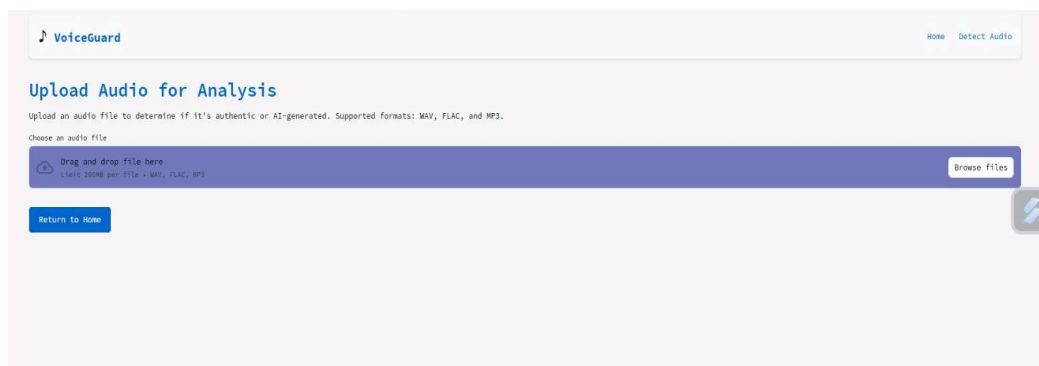 ♪ VoiceGuard
Home Detect Audio
Upload Audio for Analysis
Upload an audio file to determine if it's authentic or AI-generated. Supported formats: WAV, FLAC, and MP3.
Choose an audio file
Drag and drop file here
Limit 200MB per file • WAV, FLAC, MP3
Browse files
Return to Home